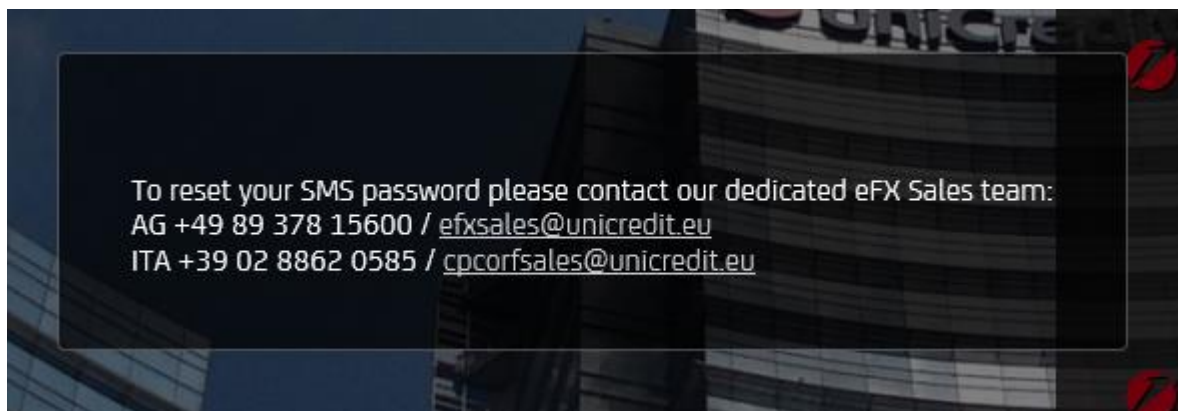 UniCredit
To reset your SMS password please contact our dedicated eFX Sales team:
AG +49 89 378 15600 / efxsales@unicredit.eu
ITA +39 02 8862 0585 / cpcorfsales@unicredit.eu